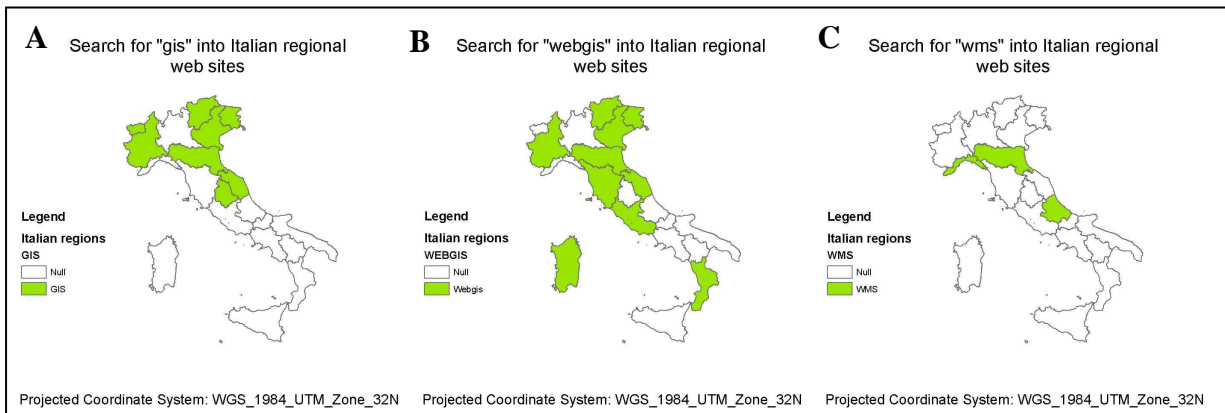 A
Search for "gis" into Italian regional
web sites
Legend
Italian regions
GIS
Null
GIS
Projected Coordinate System: WGS_1984_UTM_Zone_32N
B
Search for "webgis" into Italian regional
web sites
Legend
Italian regions
WEBGIS
Null
Webgis
Projected Coordinate System: WGS_1984_UTM_Zone_32N
C
Search for "wms" into Italian regional
web sites
Legend
Italian regions
WMS
Null
WMS
Projected Coordinate System: WGS_1984_UTM_Zone_32N